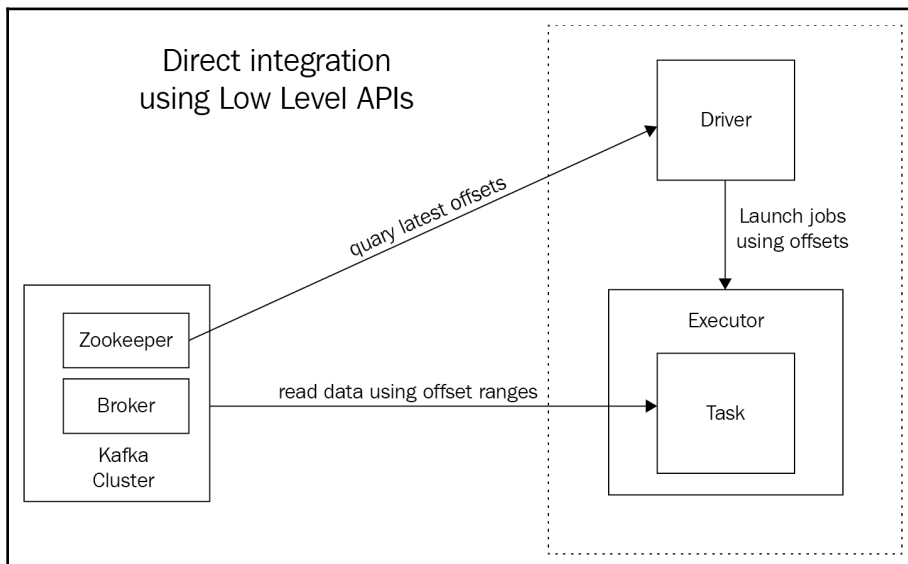 Direct integration
using Low Level APIs
Driver
quary latest offsets
Launch jobs
using offsets
Executor
Zookeeper
read data using offset ranges
Broker
Task
Kafka
Cluster